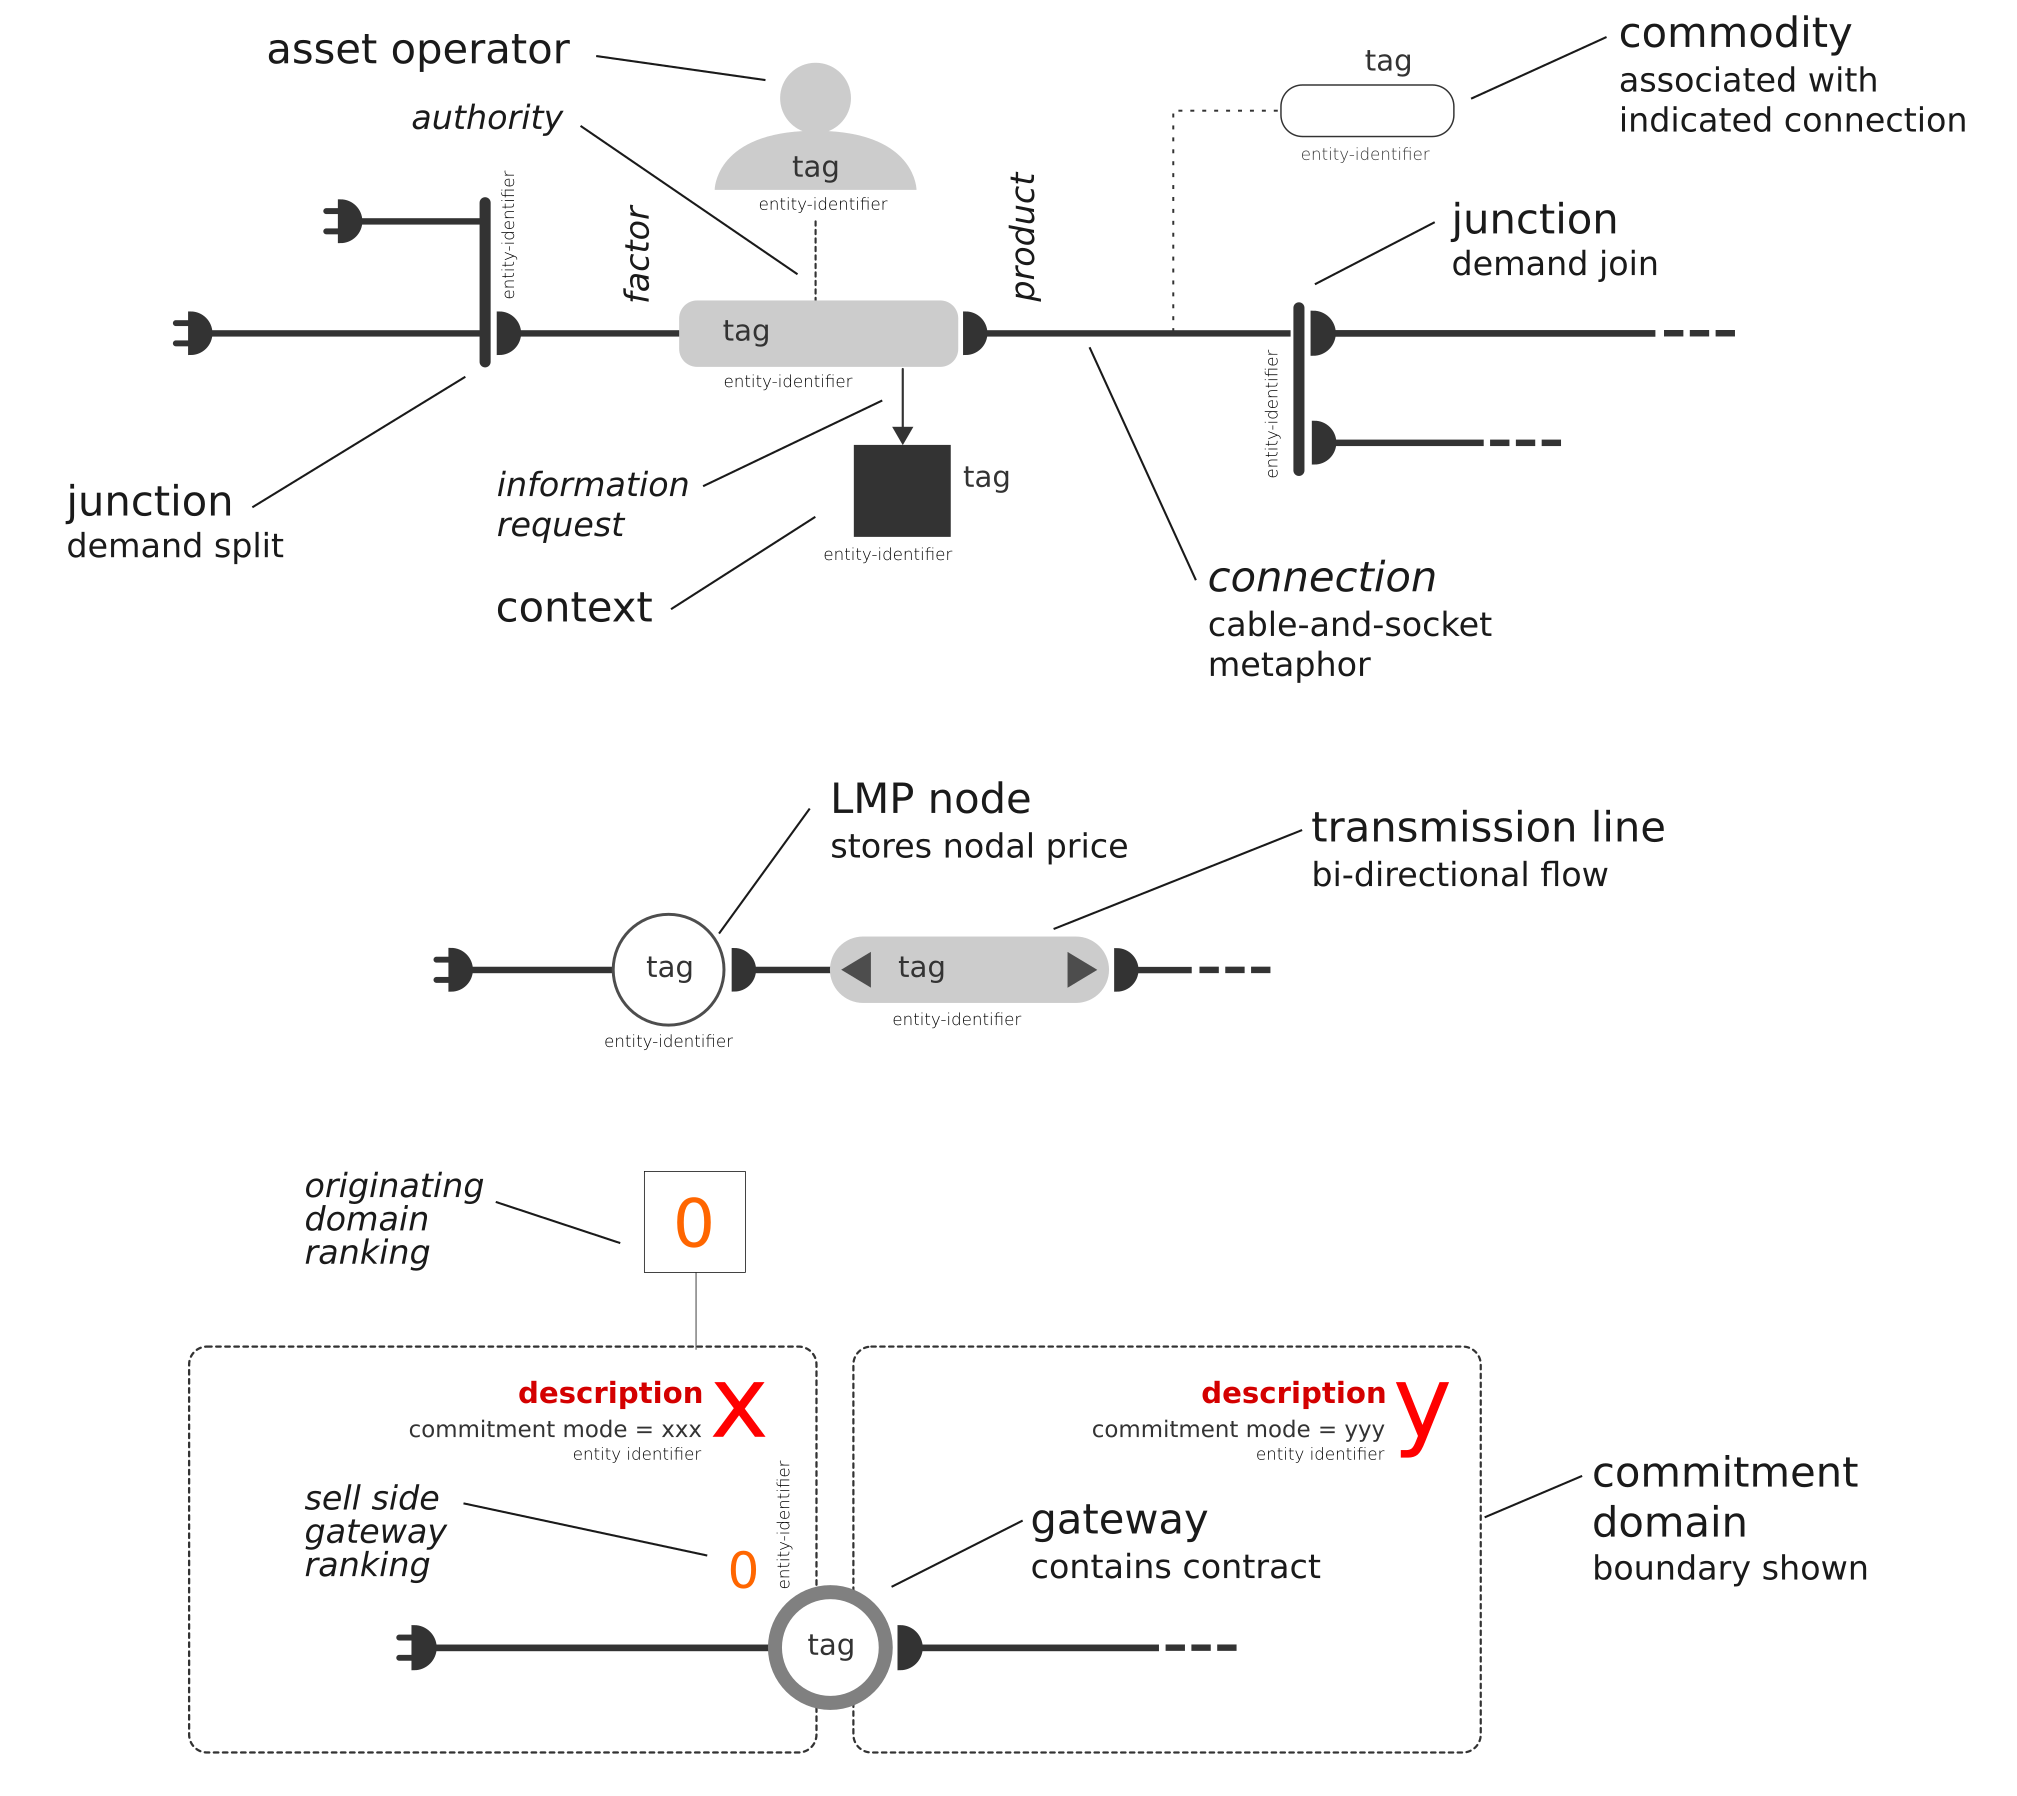 asset operator
authority
tag
entity-identifier
commodity
associated with
indicated connection
tag
entity-identifier
entity-identifier
factor
product
junction
demand join
tag
entity-identifier
entity-identifier
information
request
tag
entity-identifier
context
junction
demand split
connection
cable-and-socket
metaphor
LMP node
stores nodal price
transmission line
bi-directional flow
tag
entity-identifier
tag
entity-identifier
originating
domain
ranking
0
description
x
commitment mode = xxx
entity identifier
description
y
commitment mode = yyy
entity identifier
sell side
gateway
ranking
0
entity-identifier
gateway
contains contract
commitment
domain
boundary shown
tag